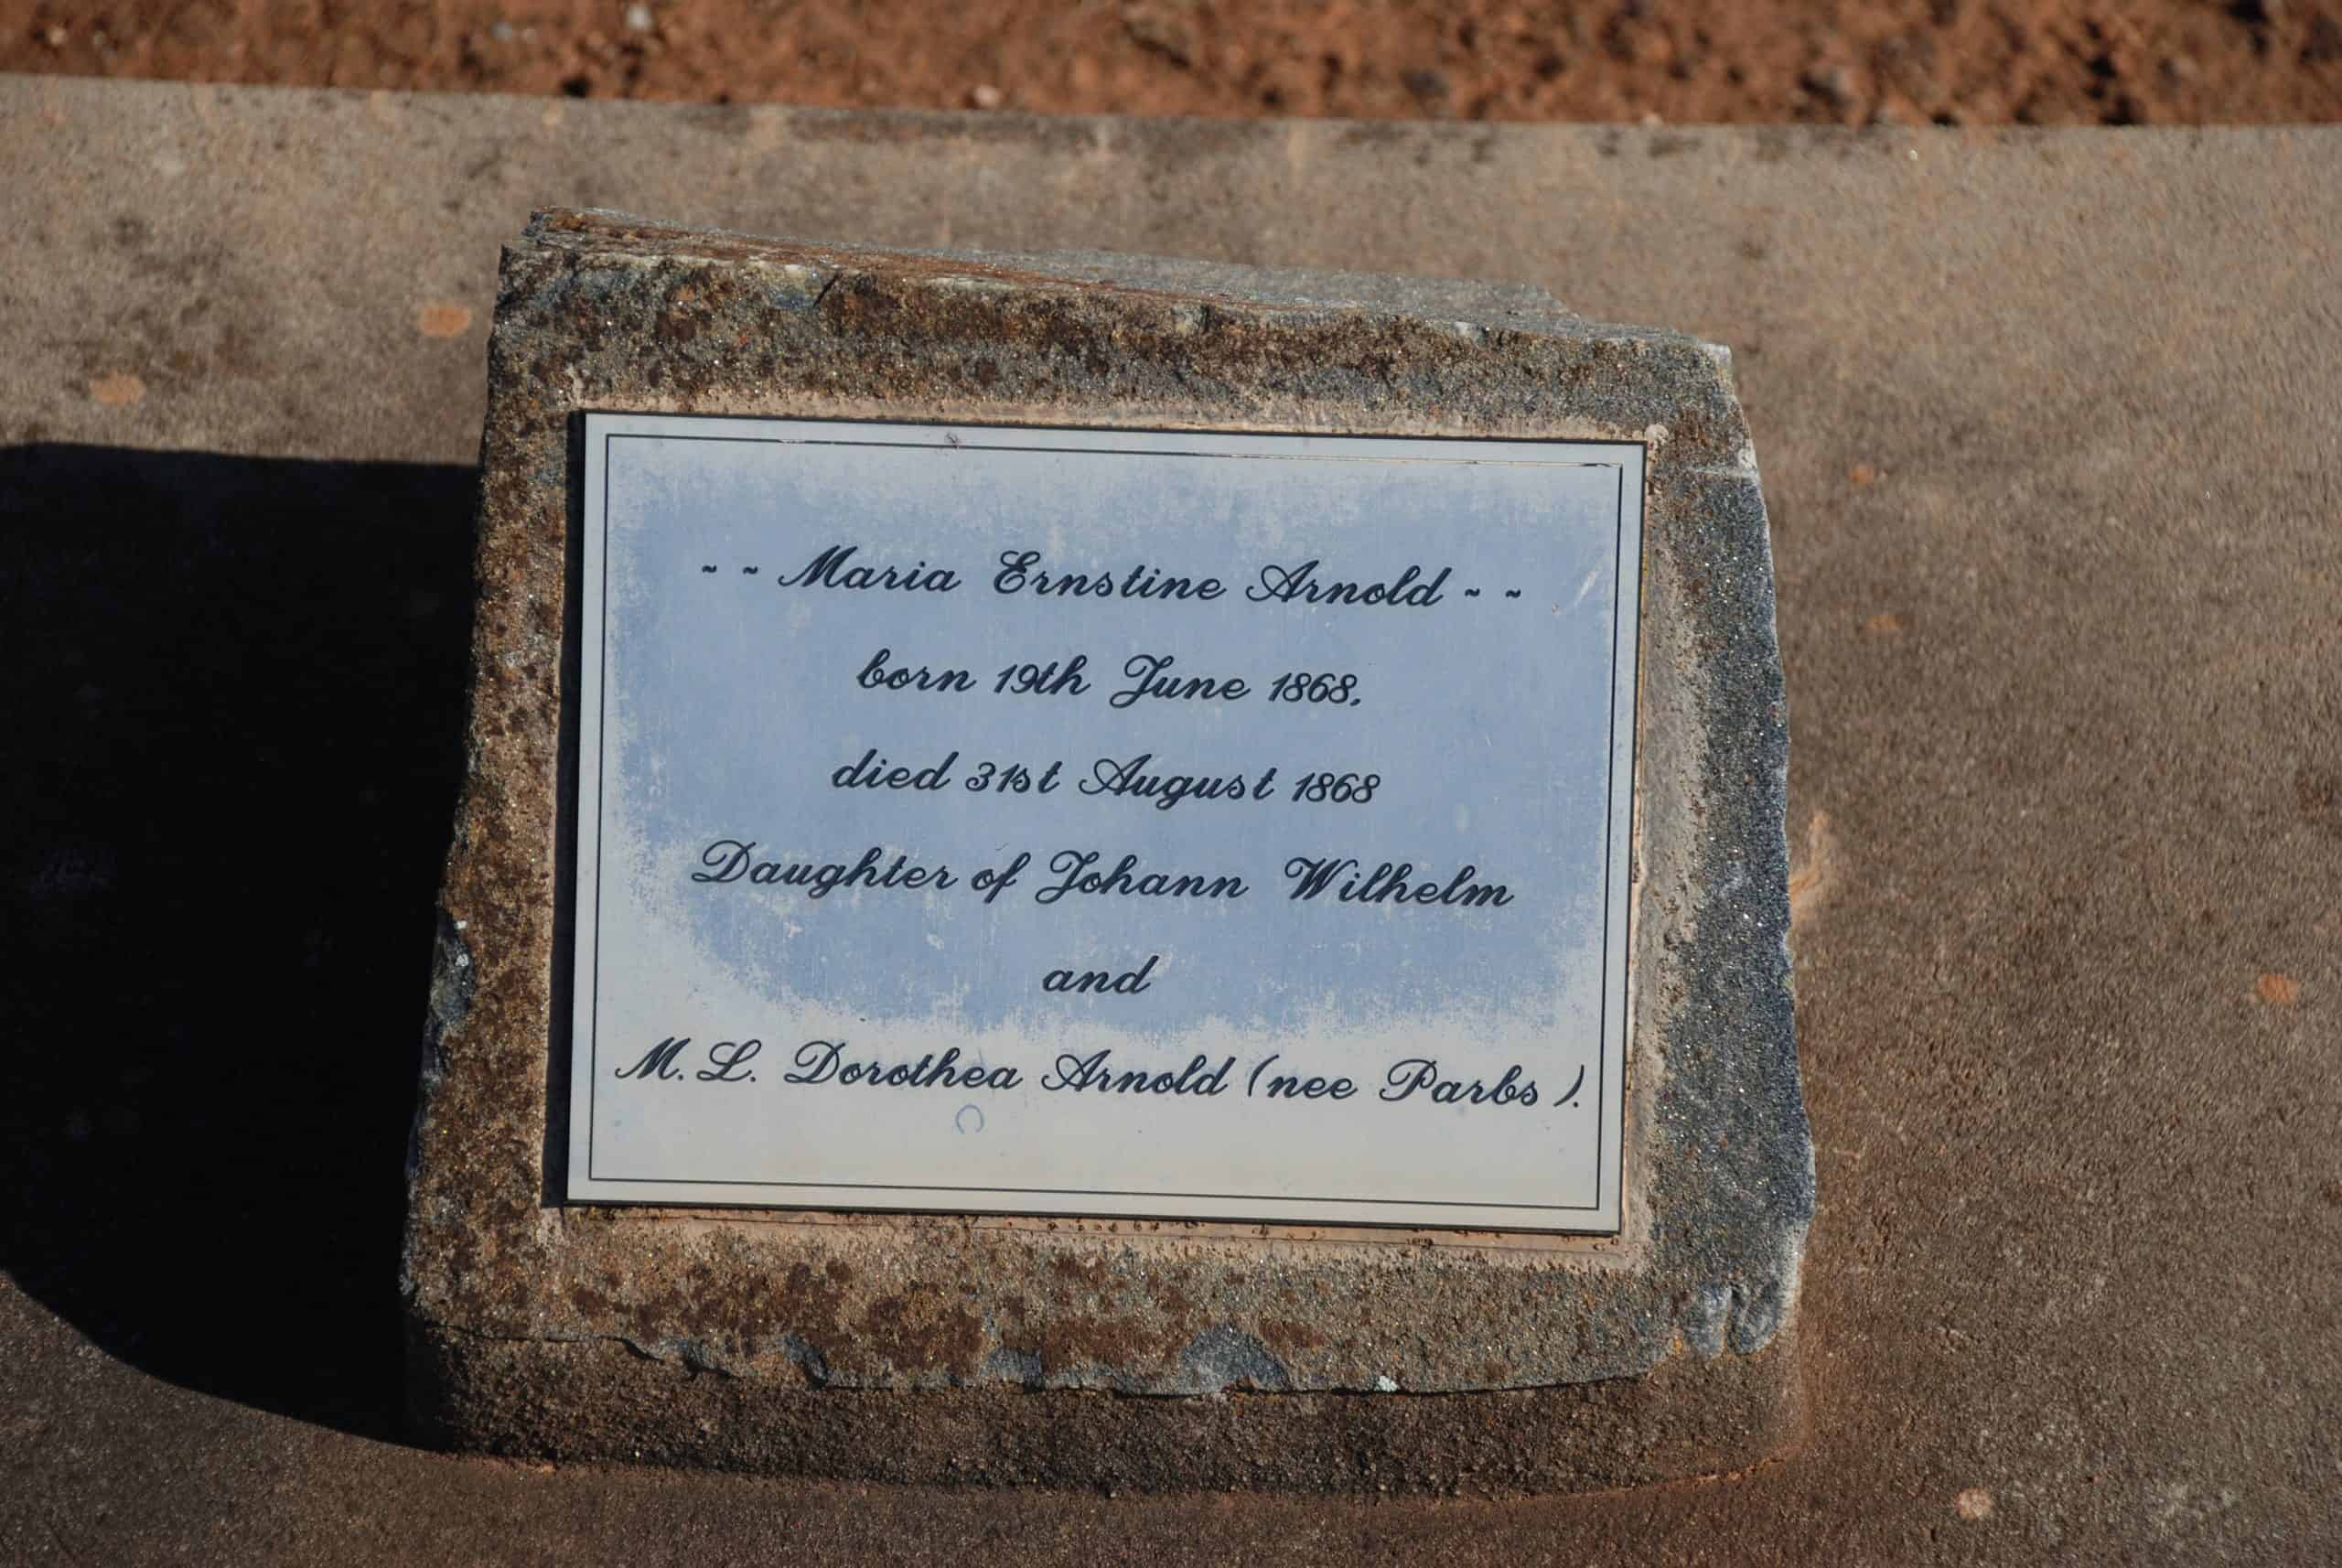 ~ ~ Maria Ernstine Arnold ~ ~
born 19th June 1868,
died 31st August 1868
Daughter of Johann Wilhelm
and
M. L. Dorothea Arnold (nee Parbs ).